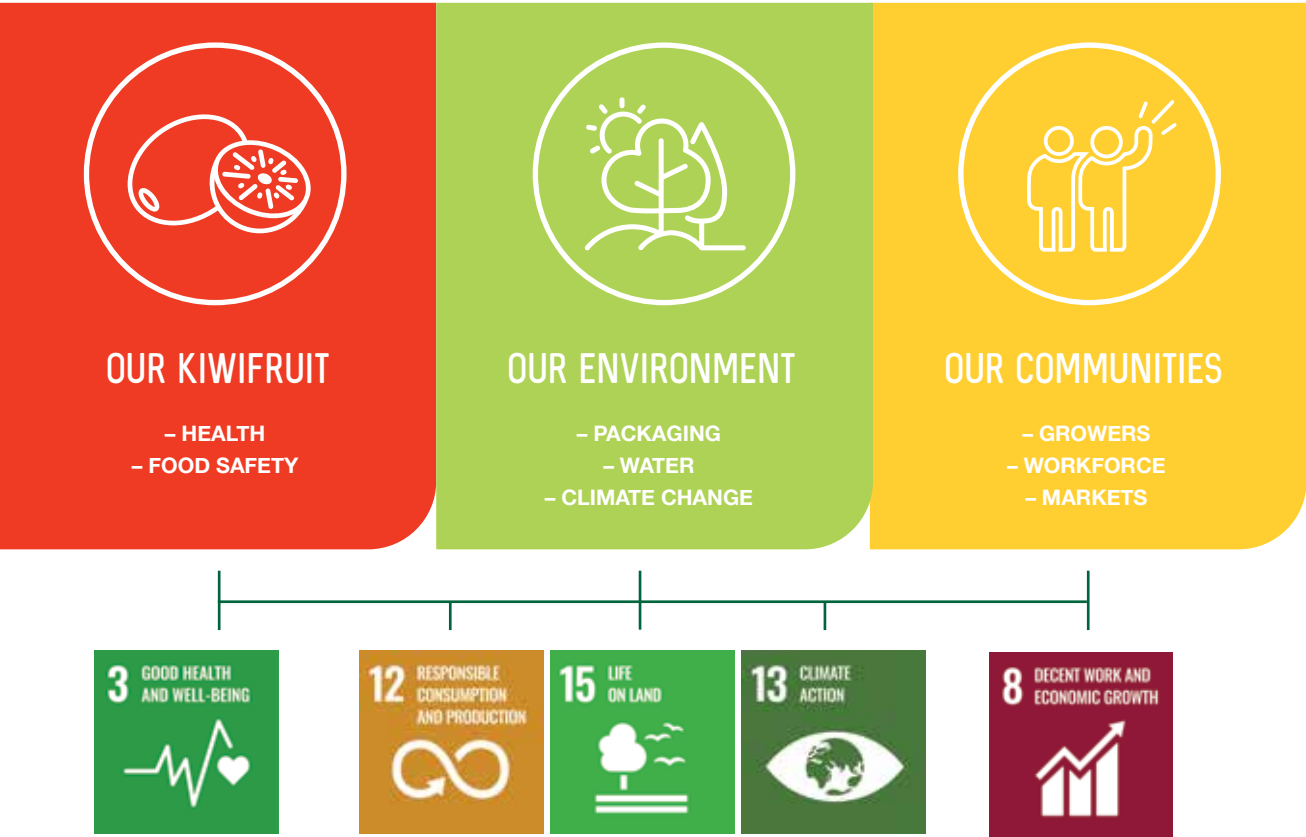 OUR KIWIFRUIT
– HEALTH
– FOOD SAFETY
OUR ENVIRONMENT
– PACKAGING
– WATER
– CLIMATE CHANGE
OUR COMMUNITIES
– GROWERS
– WORKFORCE
– MARKETS
3 GOOD HEALTH
AND WELL-BEING
12 RESPONSIBLE
CONSUMPTION
AND PRODUCTION
15 LIFE
ON LAND
13 CLIMATE
ACTION
8 DECENT WORK AND
ECONOMIC GROWTH